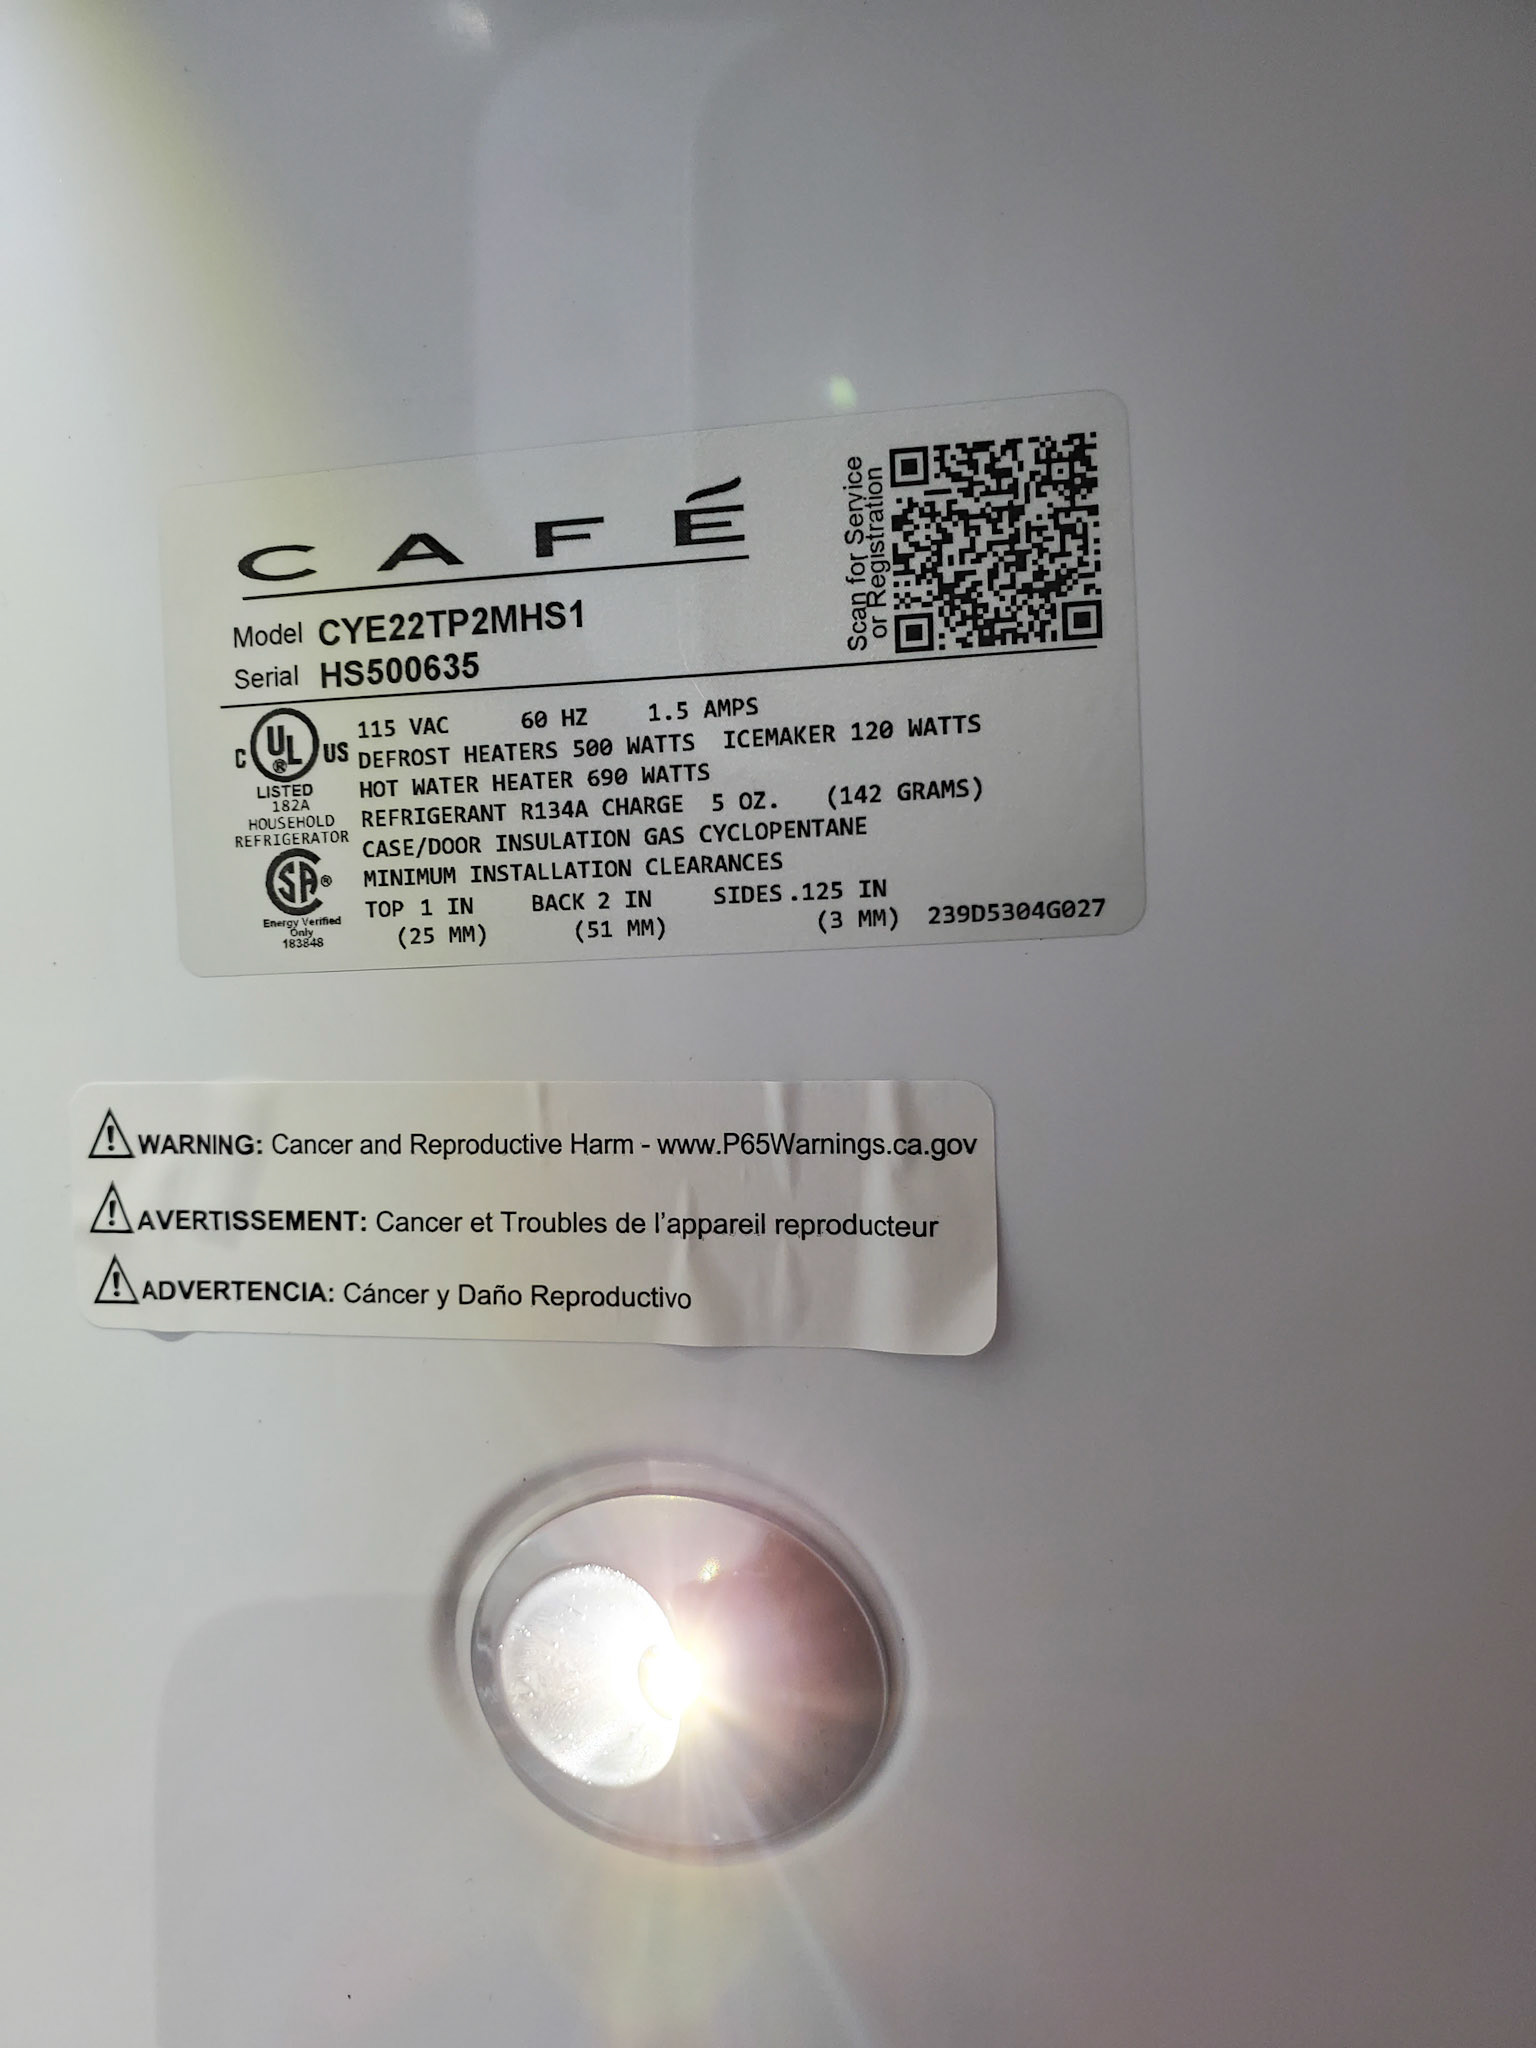 CAFÉ
Scan for Service
or Registration
Model CYE22TP2MHS1
Serial HS500635
C UL ® US
LISTED
182A
HOUSEHOLD
REFRIGERATOR
SA ®
Energy Verified
Only
183848
115 VAC 60 HZ 1.5 AMPS
DEFROST HEATERS 500 WATTS ICEMAKER 120 WATTS
HOT WATER HEATER 690 WATTS
REFRIGERANT R134A CHARGE 5 OZ. (142 GRAMS)
CASE/DOOR INSULATION GAS CYCLOPENTANE
MINIMUM INSTALLATION CLEARANCES
TOP 1 IN BACK 2 IN SIDES .125 IN
(25 MM) (51 MM) (3 MM) 239D5304G027
WARNING: Cancer and Reproductive Harm - www.P65Warnings.ca.gov
AVERTISSEMENT: Cancer et Troubles de l'appareil reproducteur
ADVERTENCIA: Cáncer y Daño Reproductivo